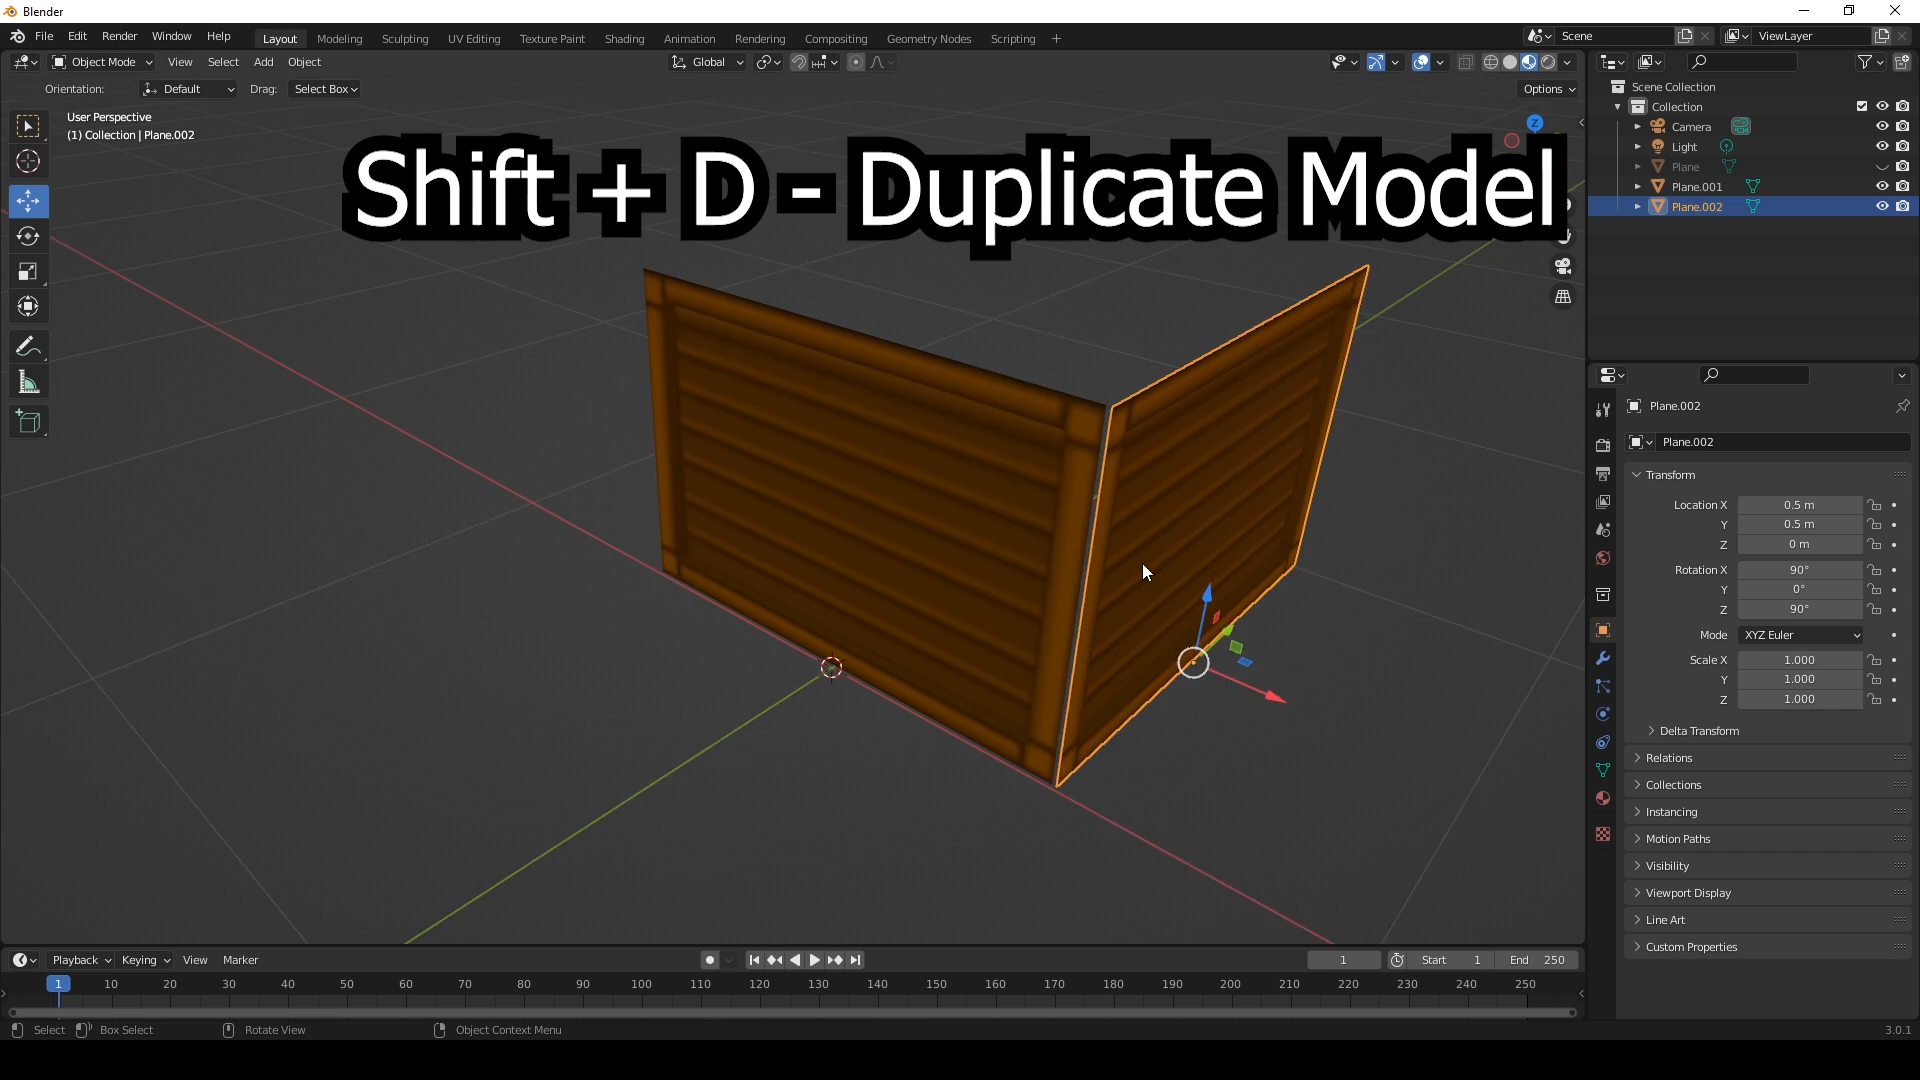 Blender
File Edit Render Window Help
Layout Modeling Sculpting UV Editing Texture Paint Shading Animation Rendering Compositing Geometry Nodes Scripting +
Scene
ViewLayer
Object Mode View Select Add Object
Global
Orientation: Default Drag: Select Box
Options
User Perspective
(1) Collection | Plane.002
Shift + D - Duplicate Model
Z
Scene Collection
Collection
Camera
Light
Plane
Plane.001
Plane.002
Plane.002
Plane.002
Transform
Location X 0.5 m
Y 0.5 m
Z 0 m
Rotation X 90°
Y 0°
Z 90°
Mode XYZ Euler
Scale X 1.000
Y 1.000
Z 1.000
Delta Transform
Relations
Collections
Instancing
Motion Paths
Visibility
Viewport Display
Line Art
Custom Properties
Playback Keying View Marker
1 Start 1 End 250
1 10 20 30 40 50 60 70 80 90 100 110 120 130 140 150 160 170 180 190 200 210 220 230 240 250
Select Box Select Rotate View Object Context Menu
3.0.1